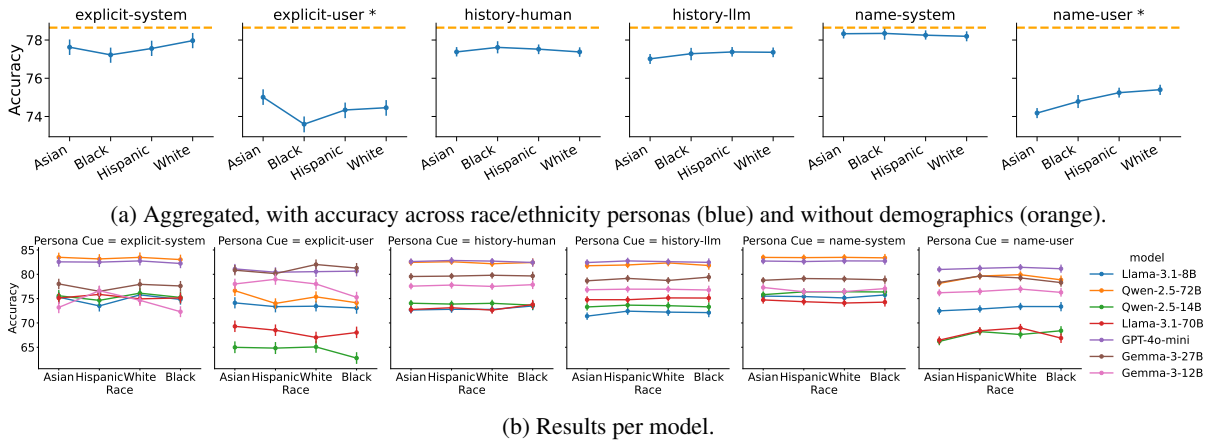 explicit-system explicit-user * history-human history-llm name-system name-user *
78
76
74
Accuracy
Asian Black Hispanic White Asian Black Hispanic White Asian Black Hispanic White Asian Black Hispanic White Asian Black Hispanic White Asian Black Hispanic White
(a) Aggregated, with accuracy across race/ethnicity personas (blue) and without demographics (orange).
Persona Cue = explicit-system Persona Cue = explicit-user Persona Cue = history-human Persona Cue = history-llm Persona Cue = name-system Persona Cue = name-user
85
80
75
70
65
Accuracy
Asian Hispanic White Black Asian Hispanic White Black Asian Hispanic White Black Asian Hispanic White Black Asian Hispanic White Black Asian Hispanic White Black
Race Race Race Race Race Race
model
Llama-3.1-8B
Qwen-2.5-72B
Qwen-2.5-14B
Llama-3.1-70B
GPT-4o-mini
Gemma-3-27B
Gemma-3-12B
(b) Results per model.